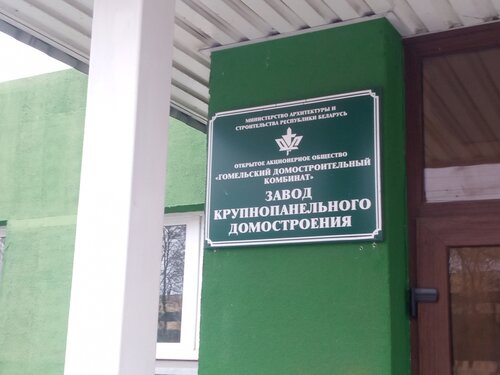 МИНИСТЕРСТВО АРХИТЕКТУРЫ И
СТРОИТЕЛЬСТВА РЕСПУБЛИКИ БЕЛАРУСЬ
ОТКРЫТОЕ АКЦИОНЕРНОЕ ОБЩЕСТВО
«ГОМЕЛЬСКИЙ ДОМОСТРОИТЕЛЬНЫЙ
КОМБИНАТ»
ЗАВОД
КРУПНОПАНЕЛЬНОГО
ДОМОСТРОЕНИЯ